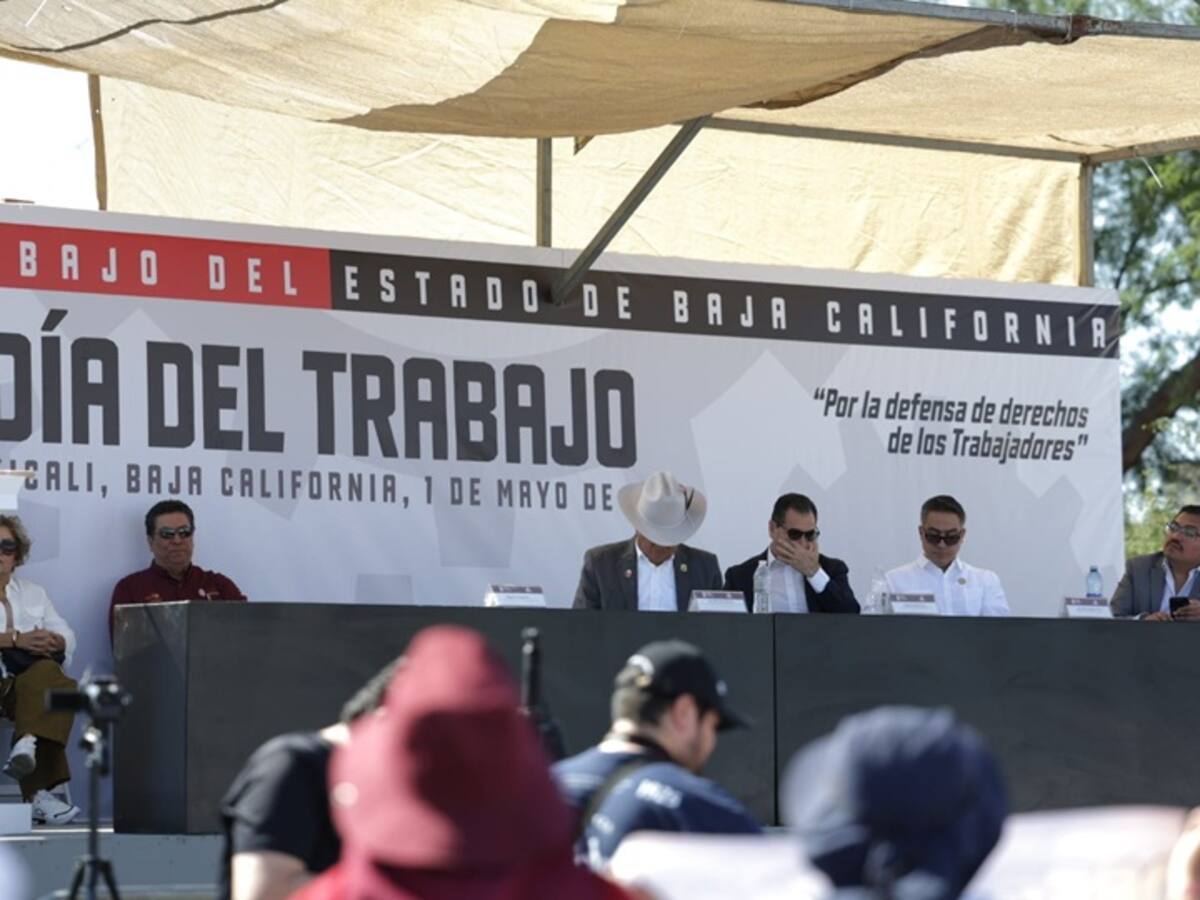 BAJO DEL ESTADO DE BAJA CALIFORNIA
DÍA DEL TRABAJO
ICALI, BAJA CALIFORNIA, 1 DE MAYO DE
“Por la defensa de derechos
de los Trabajadores”